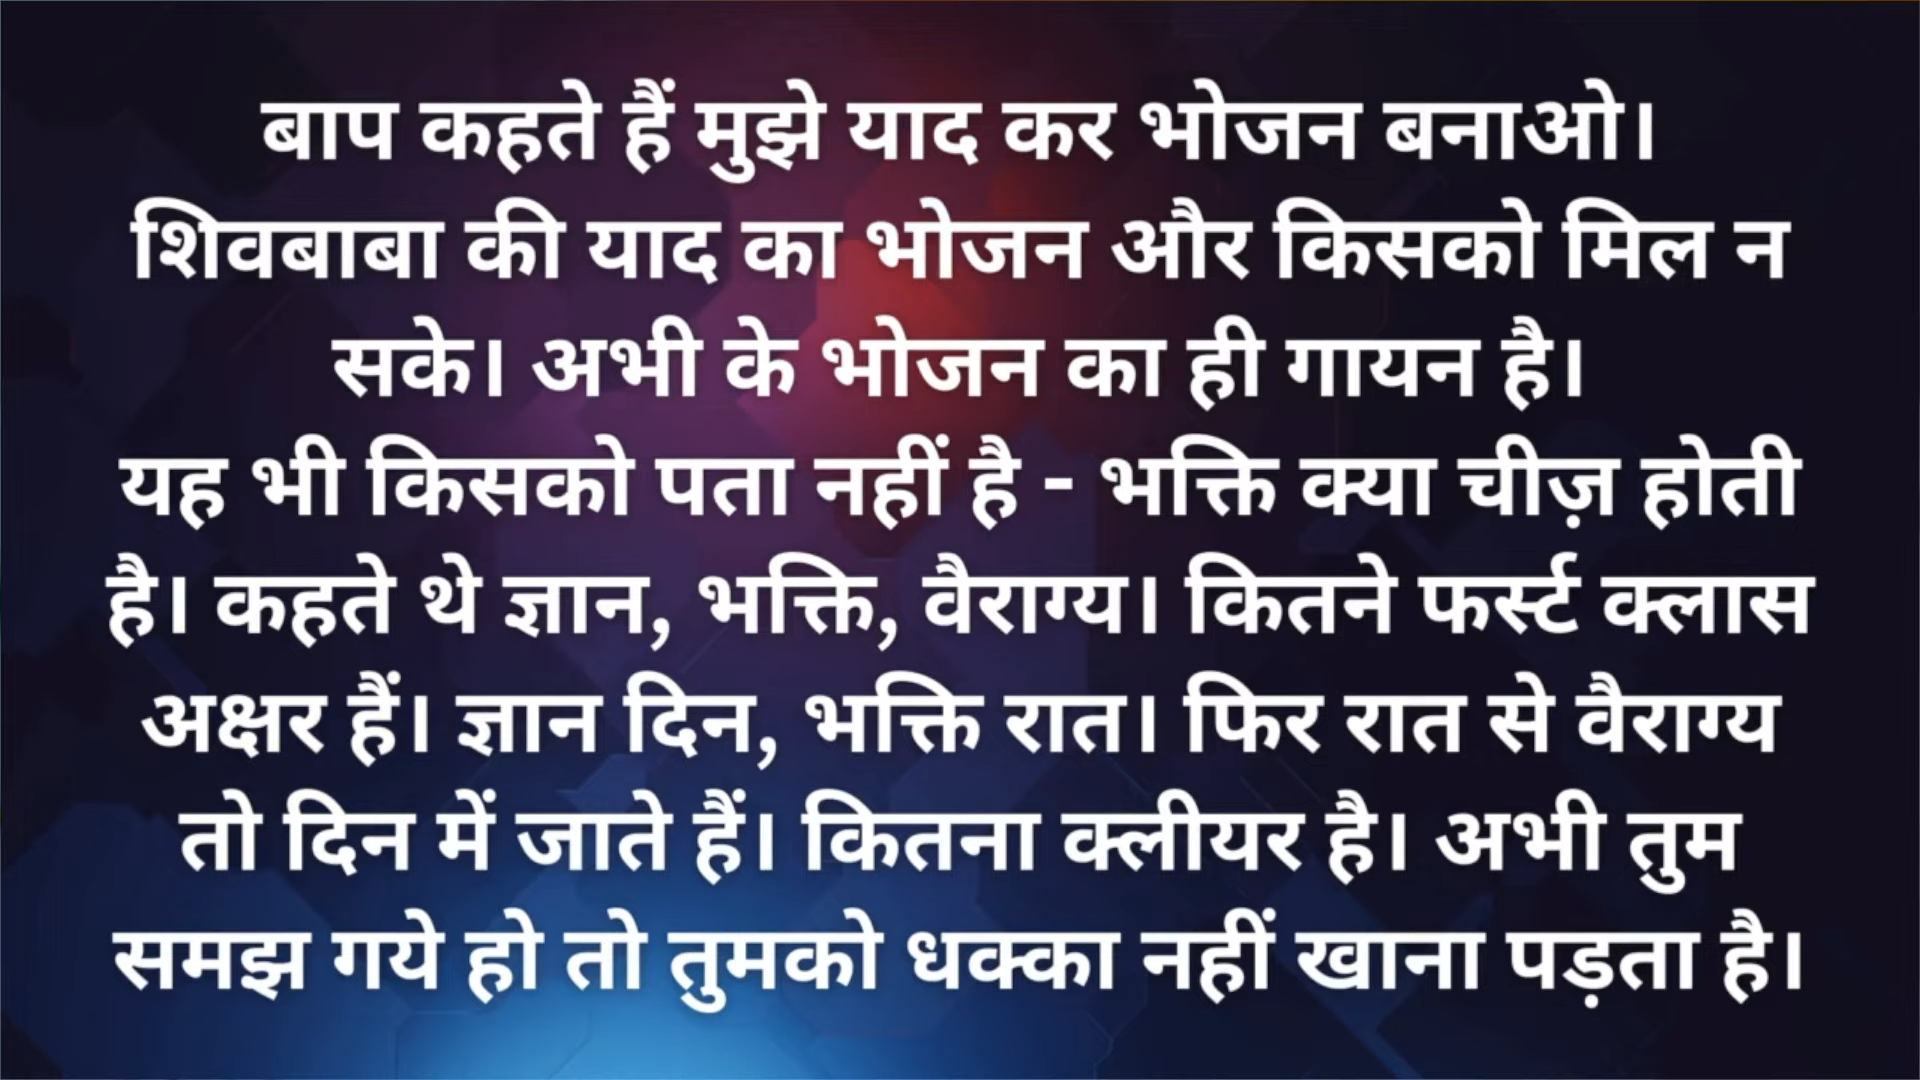 बाप कहते हैं मुझे याद कर भोजन बनाओ।
शिवबाबा की याद का भोजन और किसको मिल न
सके। अभी के भोजन का ही गायन है।
यह भी किसको पता नहीं है - भक्ति क्या चीज़ होती
है। कहते थे ज्ञान, भक्ति, वैराग्य। कितने फर्स्ट क्लास
अक्षर हैं। ज्ञान दिन, भक्ति रात। फिर रात से वैराग्य
तो दिन में जाते हैं। कितना क्लीयर है। अभी तुम
समझ गये हो तो तुमको धक्का नहीं खाना पड़ता है।